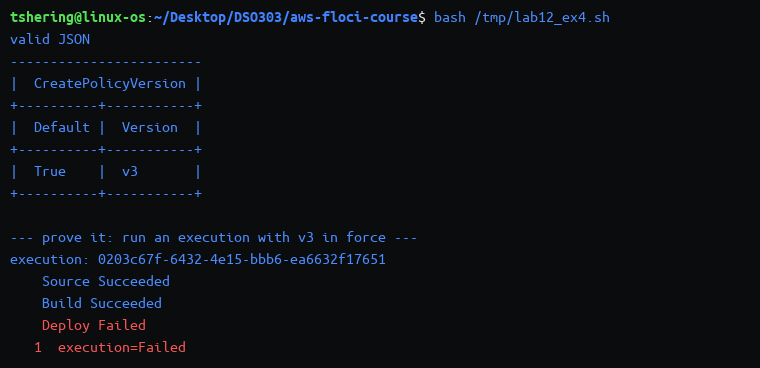 tshering@linux-os:~/Desktop/DSO303/aws-floci-course$ bash /tmp/lab12_ex4.sh
valid JSON
------------------------
|  CreatePolicyVersion |
+----------+-----------+
|  Default |  Version  |
+----------+-----------+
|  True    |  v3       |
+----------+-----------+

--- prove it: run an execution with v3 in force ---
execution: 0203c67f-6432-4e15-bbb6-ea6632f17651
    Source Succeeded
    Build Succeeded
    Deploy Failed
   1  execution=Failed